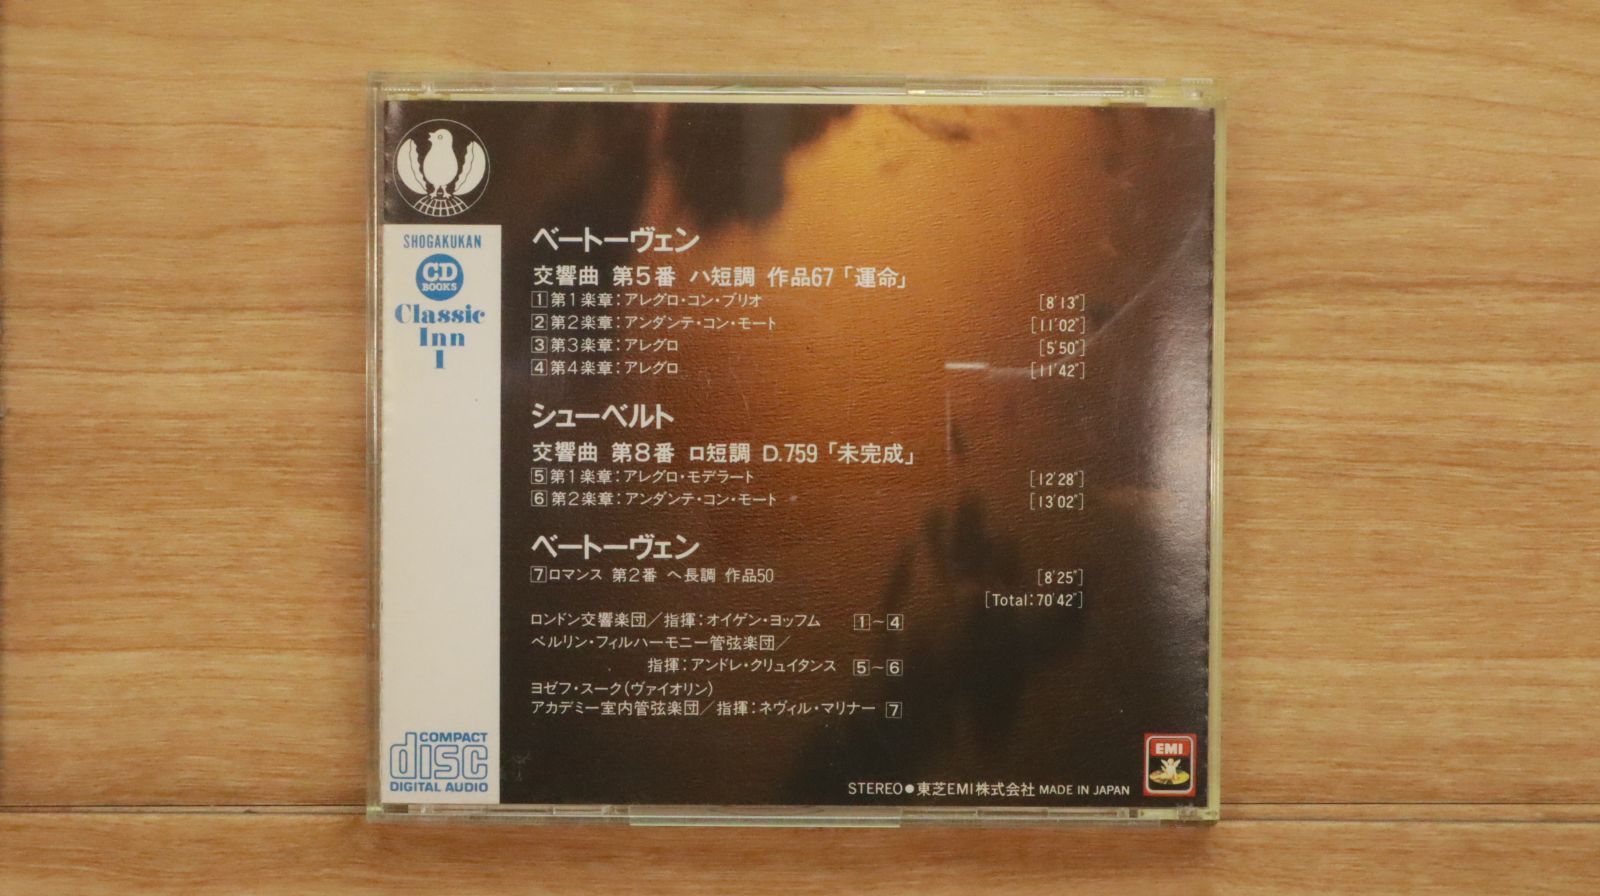 SHOGAKUKAN
CD
BOOKS
Classic
Inn
1
ベートーヴェン
交響曲 第5番 ハ短調 作品67「運命」
1 第1楽章:アレグロ・コン・ブリオ [8'13"]
2 第2楽章:アンダンテ・コン・モート [11'02"]
3 第3楽章:アレグロ [5'50"]
4 第4楽章:アレグロ [11'42"]
シューベルト
交響曲 第8番 ロ短調 D.759「未完成」
5 第1楽章:アレグロ・モデラート [12'28"]
6 第2楽章:アンダンテ・コン・モート [13'02"]
ベートーヴェン
7 ロマンス 第2番 ヘ長調 作品50 [8'25"]
[Total:70'42"]
ロンドン交響楽団/指揮:オイゲン・ヨッフム 1~4
ベルリン・フィルハーモニー管弦楽団/
指揮:アンドレ・クリュイタンス 5~6
ヨゼフ・スーク(ヴァイオリン)
アカデミー室内管弦楽団/指揮:ネヴィル・マリナー 7
COMPACT
disc
DIGITAL AUDIO
STEREO●東芝EMI株式会社 MADE IN JAPAN
EMI